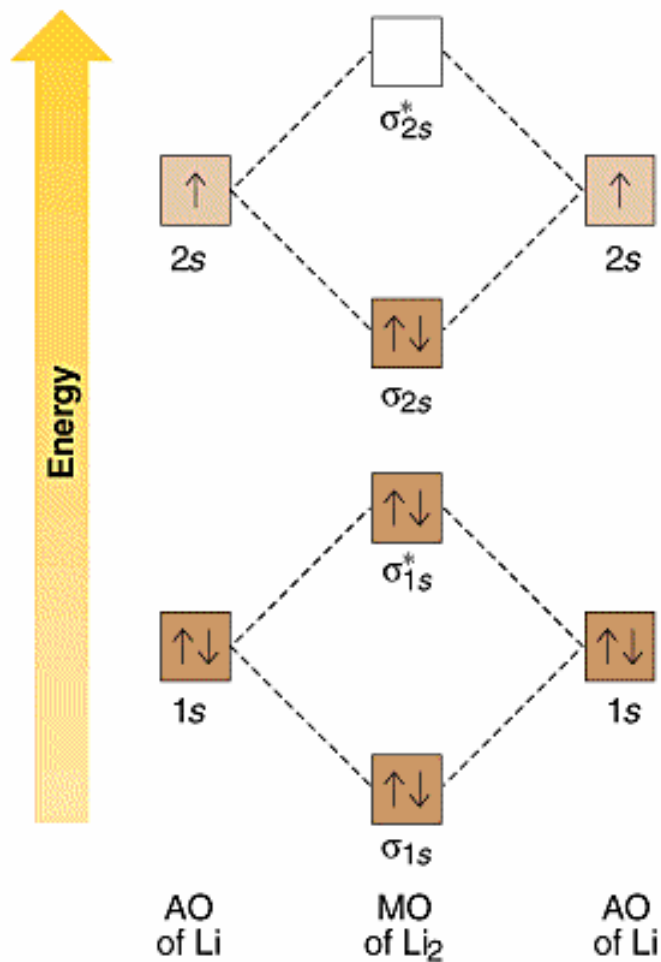 σ*2s
↑
↑
2s
2s
↑↓
σ2s
Energy
↑↓
σ*1s
↑↓
↑↓
1s
1s
↑↓
σ1s
AO
of Li
MO
of Li2
AO
of Li